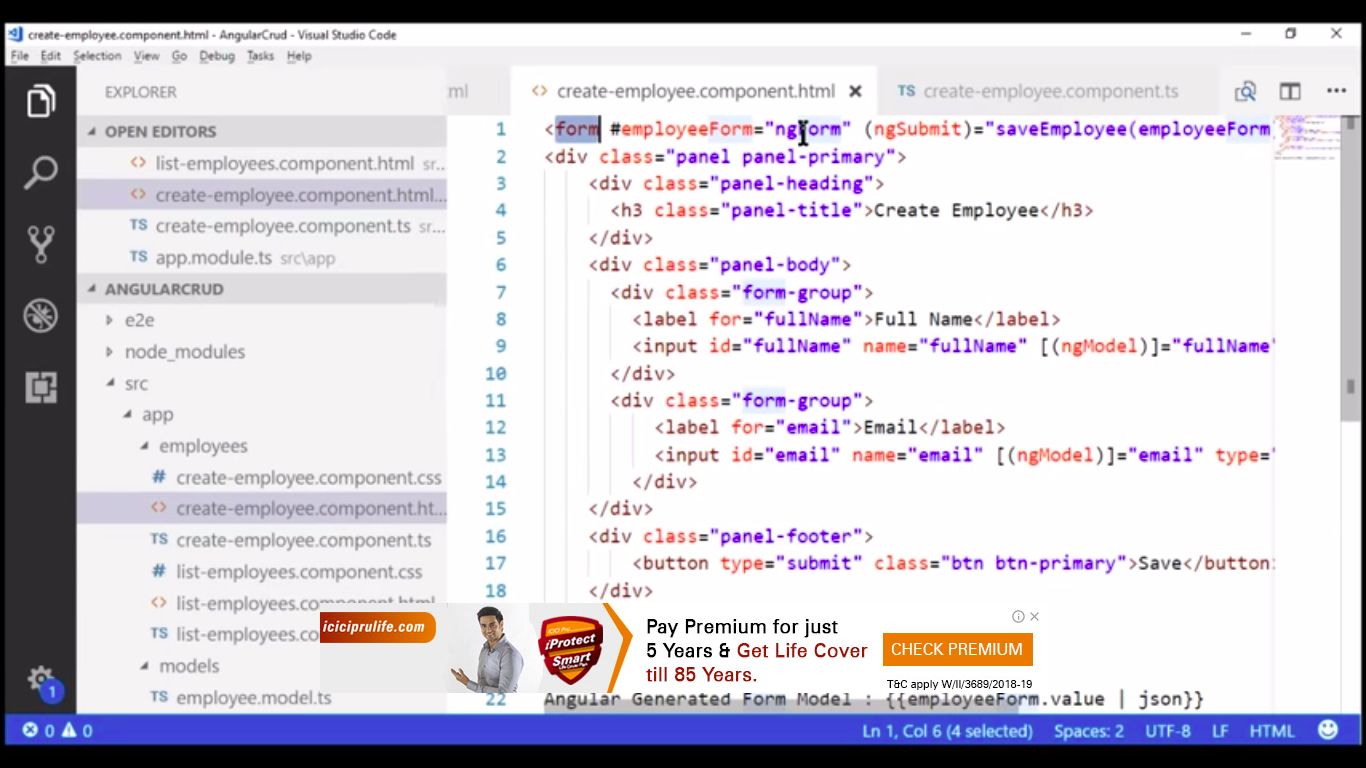 create-employee.component.html - AngularCrud - Visual Studio Code
File Edit Selection View Go Debug Tasks Help
EXPLORER
OPEN EDITORS
list-employees.component.html sr...
create-employee.component.html...
create-employee.component.ts sr...
app.module.ts src\app
ANGULARCRUD
e2e
node_modules
src
app
employees
create-employee.component.css
create-employee.component.ht...
create-employee.component.ts
list-employees.component.css
list-employees.component.html
list-employees.co
models
employee.model.ts
1
ml
create-employee.component.html
TS create-employee.component.ts
1 <form #employeeForm="ngForm" (ngSubmit)="saveEmployee(employeeForm
2 <div class="panel panel-primary">
3 <div class="panel-heading">
4 <h3 class="panel-title">Create Employee</h3>
5 </div>
6 <div class="panel-body">
7 <div class="form-group">
8 <label for="fullName">Full Name</label>
9 <input id="fullName" name="fullName" [(ngModel)]="fullName"
10 </div>
11 <div class="form-group">
12 <label for="email">Email</label>
13 <input id="email" name="email" [(ngModel)]="email" type="
14 </div>
15 </div>
16 <div class="panel-footer">
17 <button type="submit" class="btn btn-primary">Save</button>
18 </div>
iciciprulife.com
iProtect
Smart
Pay Premium for just
5 Years & Get Life Cover
till 85 Years.
CHECK PREMIUM
T&C apply W/II/3689/2018-19
22 Angular Generated Form Model : {{employeeForm.value | json}}
0 0 Ln 1, Col 6 (4 selected) Spaces: 2 UTF-8 LF HTML